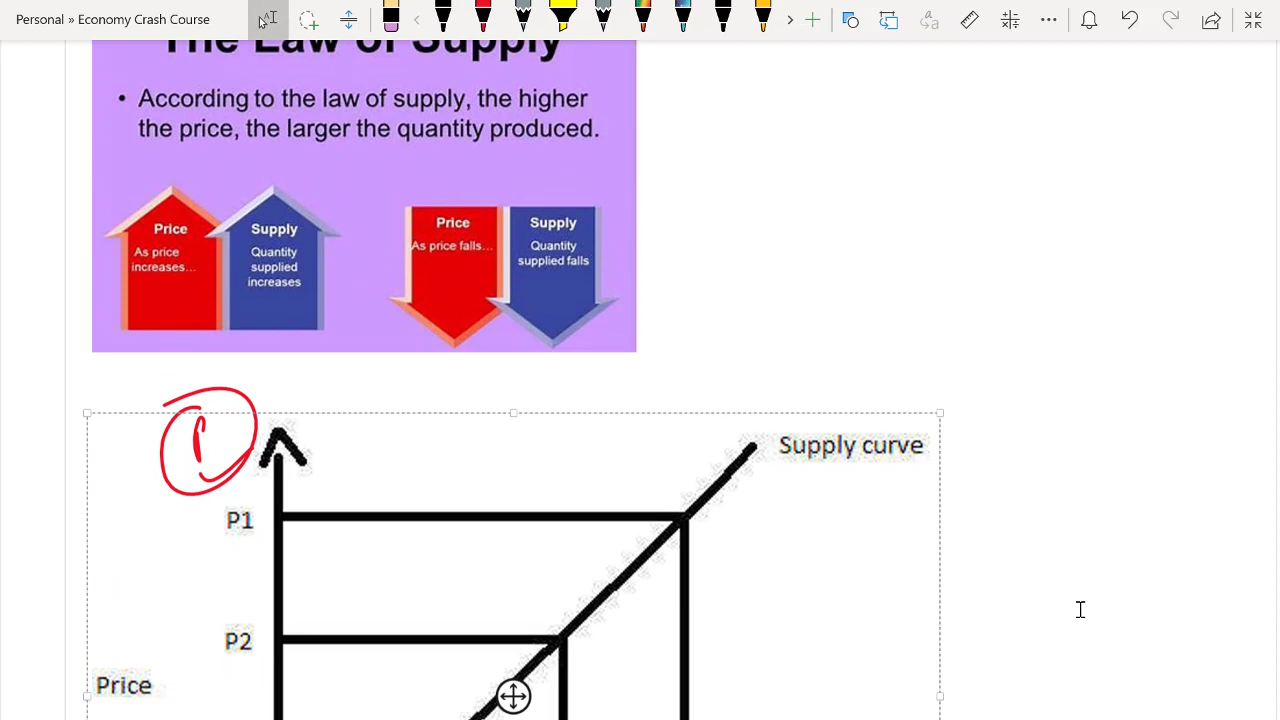 Personal » Economy Crash Course
The Law of Supply
• According to the law of supply, the higher
the price, the larger the quantity produced.
Price
As price
increases...
Supply
Quantity
supplied
increases
Price
As price falls...
Supply
Quantity
supplied falls
1
Supply curve
P1
P2
Price